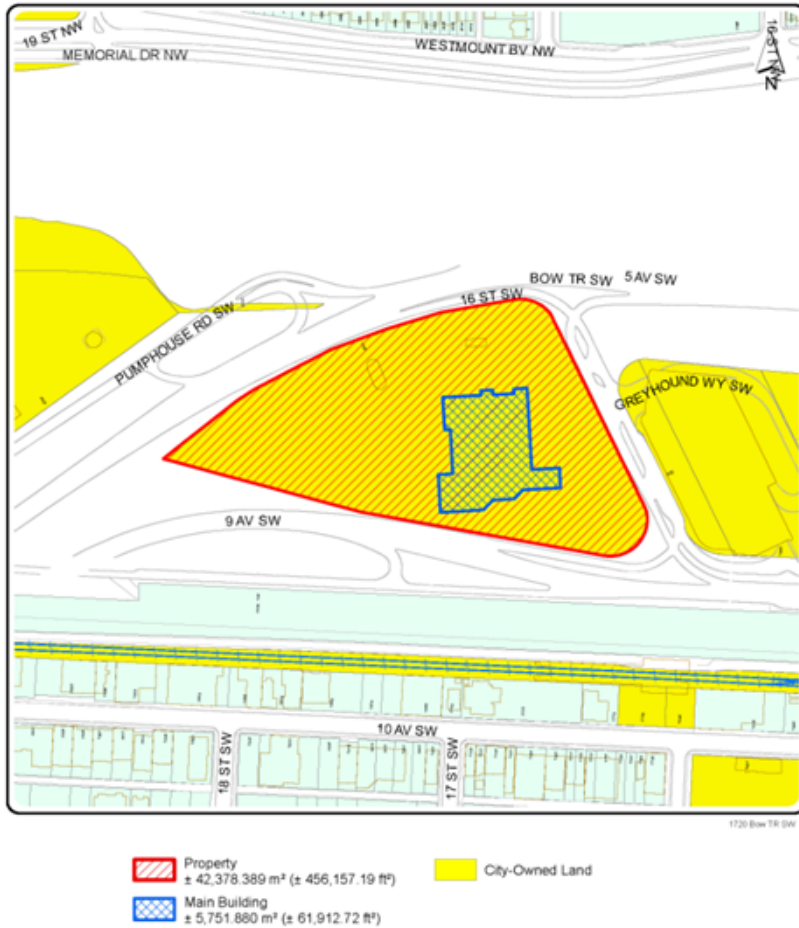 19 ST NW
MEMORIAL DR NW
WESTMOUNT BV NW
16 ST NW
N
BOW TR SW
5 AV SW
16 ST SW
PUMPHOUSE RD SW
GREYHOUND WY SW
9 AV SW
10 AV SW
18 ST SW
17 ST SW
1720 Bow TR SW
Property
± 42,378.389 m² (± 456,157.19 ft²)
City-Owned Land
Main Building
± 5,751.880 m² (± 61,912.72 ft²)